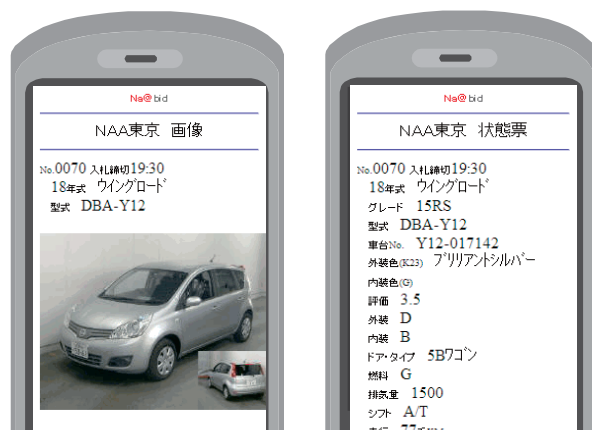 Na@bid
NAA東京 画像
No.0070 入札締切19:30
18年式 ウイングロード
型式 DBA-Y12
Na@bid
NAA東京 状態票
No.0070 入札締切19:30
18年式 ウイングロード
グレード 15RS
型式 DBA-Y12
車台No. Y12-017142
外装色(K23) ブリリアントシルバー
内装色(G)
評価 3.5
外装 D
内装 B
ドア・タイプ 5Bワゴン
燃料 G
排気量 1500
シフト A/T